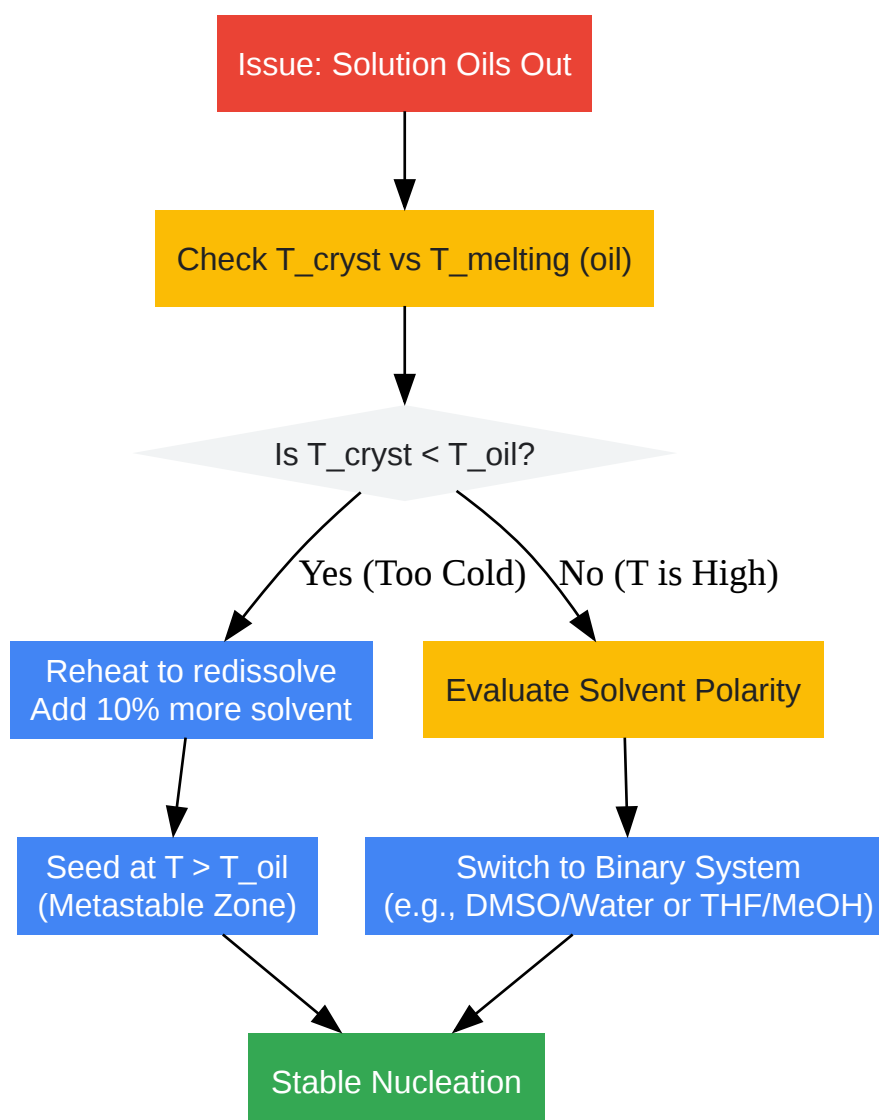 Issue: Solution Oils Out
Check T_cryst vs T_melting (oil)
Is T_cryst < T_oil?
Yes (Too Cold)
No (T is High)
Reheat to redissolve
Add 10% more solvent
Evaluate Solvent Polarity
Seed at T > T_oil
(Metastable Zone)
Switch to Binary System
(e.g., DMSO/Water or THF/MeOH)
Stable Nucleation